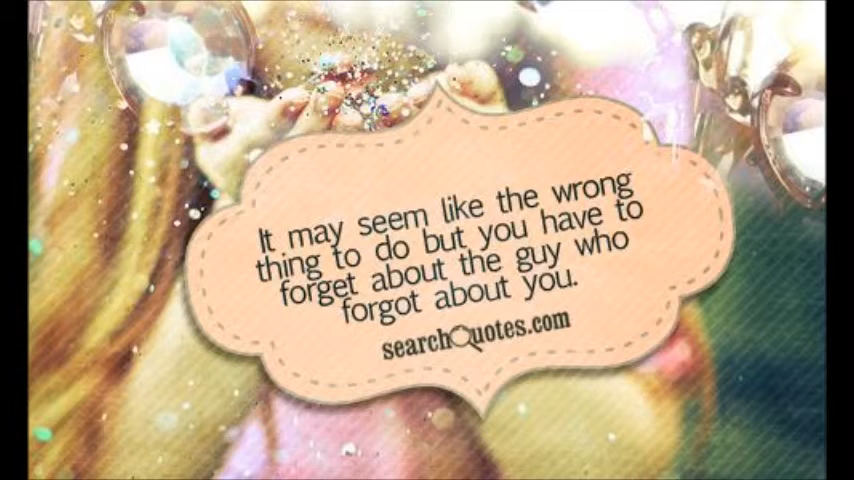 It may seem like the wrong
thing to do but you have to
forget about the guy who
forgot about you.
searchQuotes.com